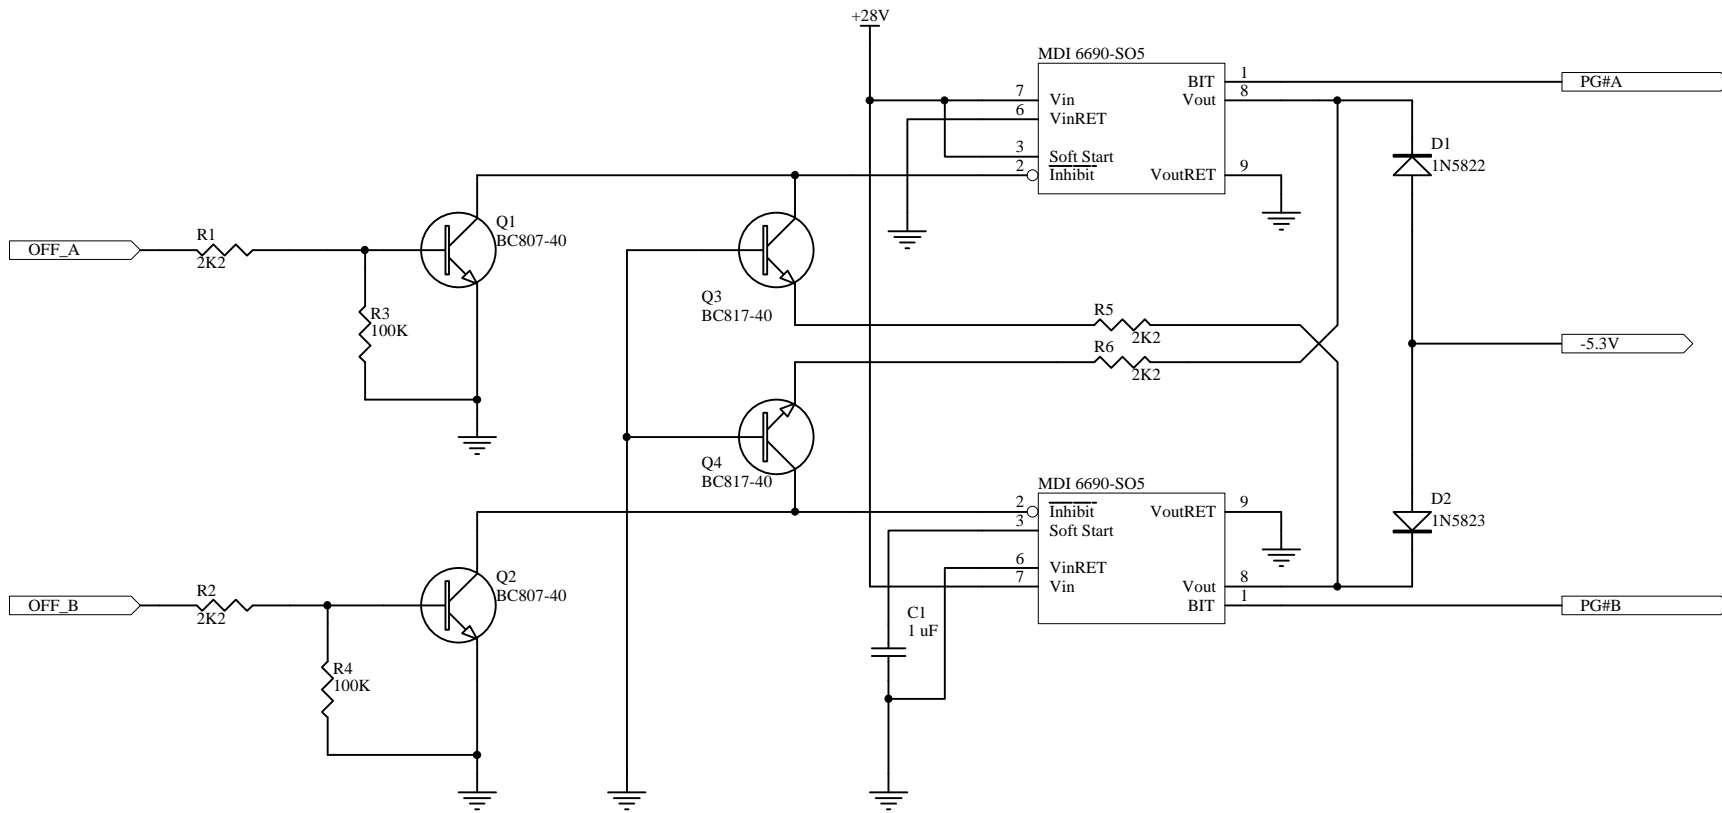 +28V
MDI 6690-SO5
BIT 1
PG#A
7 Vin
Vout 8
6 VinRET
D1
1N5822
3 Soft Start
2 Inhibit
VoutRET 9
Q1
BC807-40
OFF_A
R1
2K2
Q3
BC817-40
R3
100K
R5
2K2
-5.3V
R6
2K2
Q4
BC817-40
MDI 6690-SO5
2 Inhibit
VoutRET 9
D2
1N5823
3 Soft Start
6 VinRET
7 Vin
Vout 8
BIT 1
PG#B
Q2
BC807-40
OFF_B
R2
2K2
C1
1 uF
R4
100K